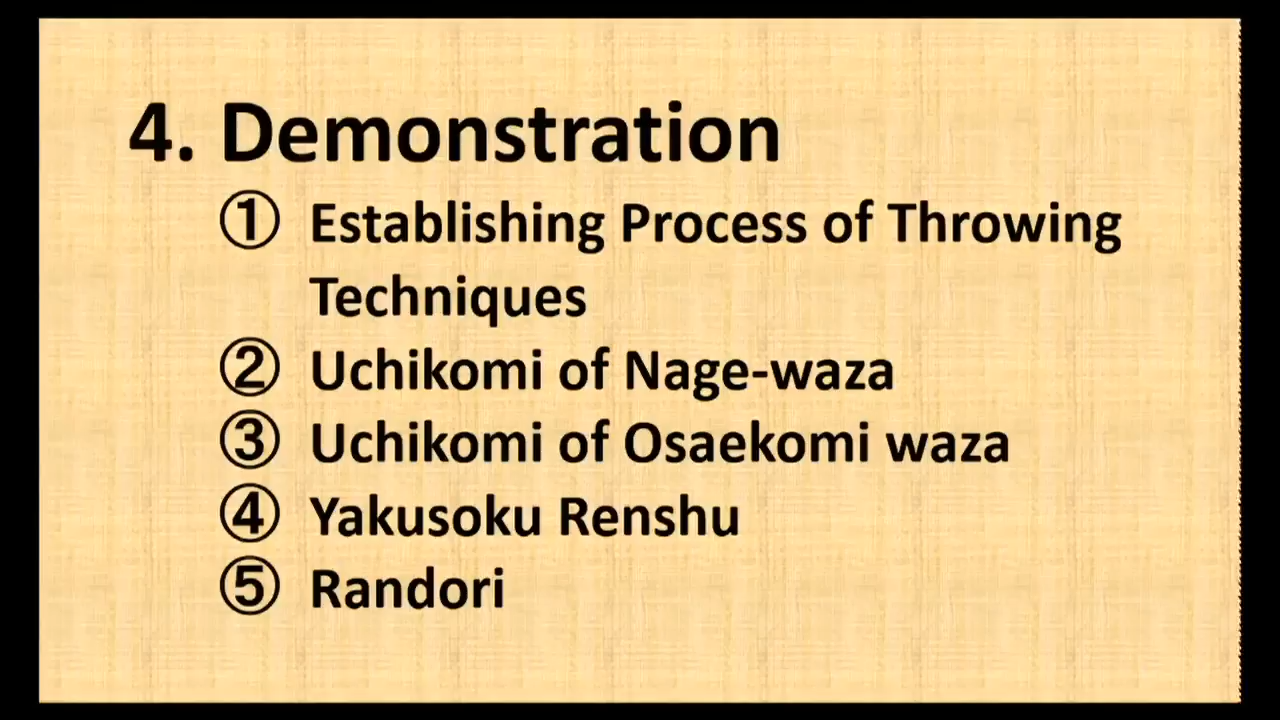 4. Demonstration
① Establishing Process of Throwing
Techniques
② Uchikomi of Nage-waza
③ Uchikomi of Osaekomi waza
④ Yakusoku Renshu
⑤ Randori